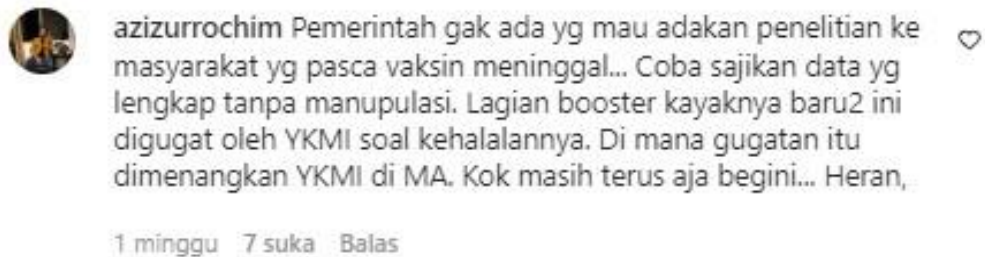 azizurrochim Pemerintah gak ada yg mau adakan penelitian ke
masyarakat yg pasca vaksin meninggal... Coba sajikan data yg
lengkap tanpa manupulasi. Lagian booster kayaknya baru2 ini
digugat oleh YKMI soal kehalalannya. Di mana gugatan itu
dimenangkan YKMI di MA. Kok masih terus aja begini... Heran,
1 minggu 7 suka Balas